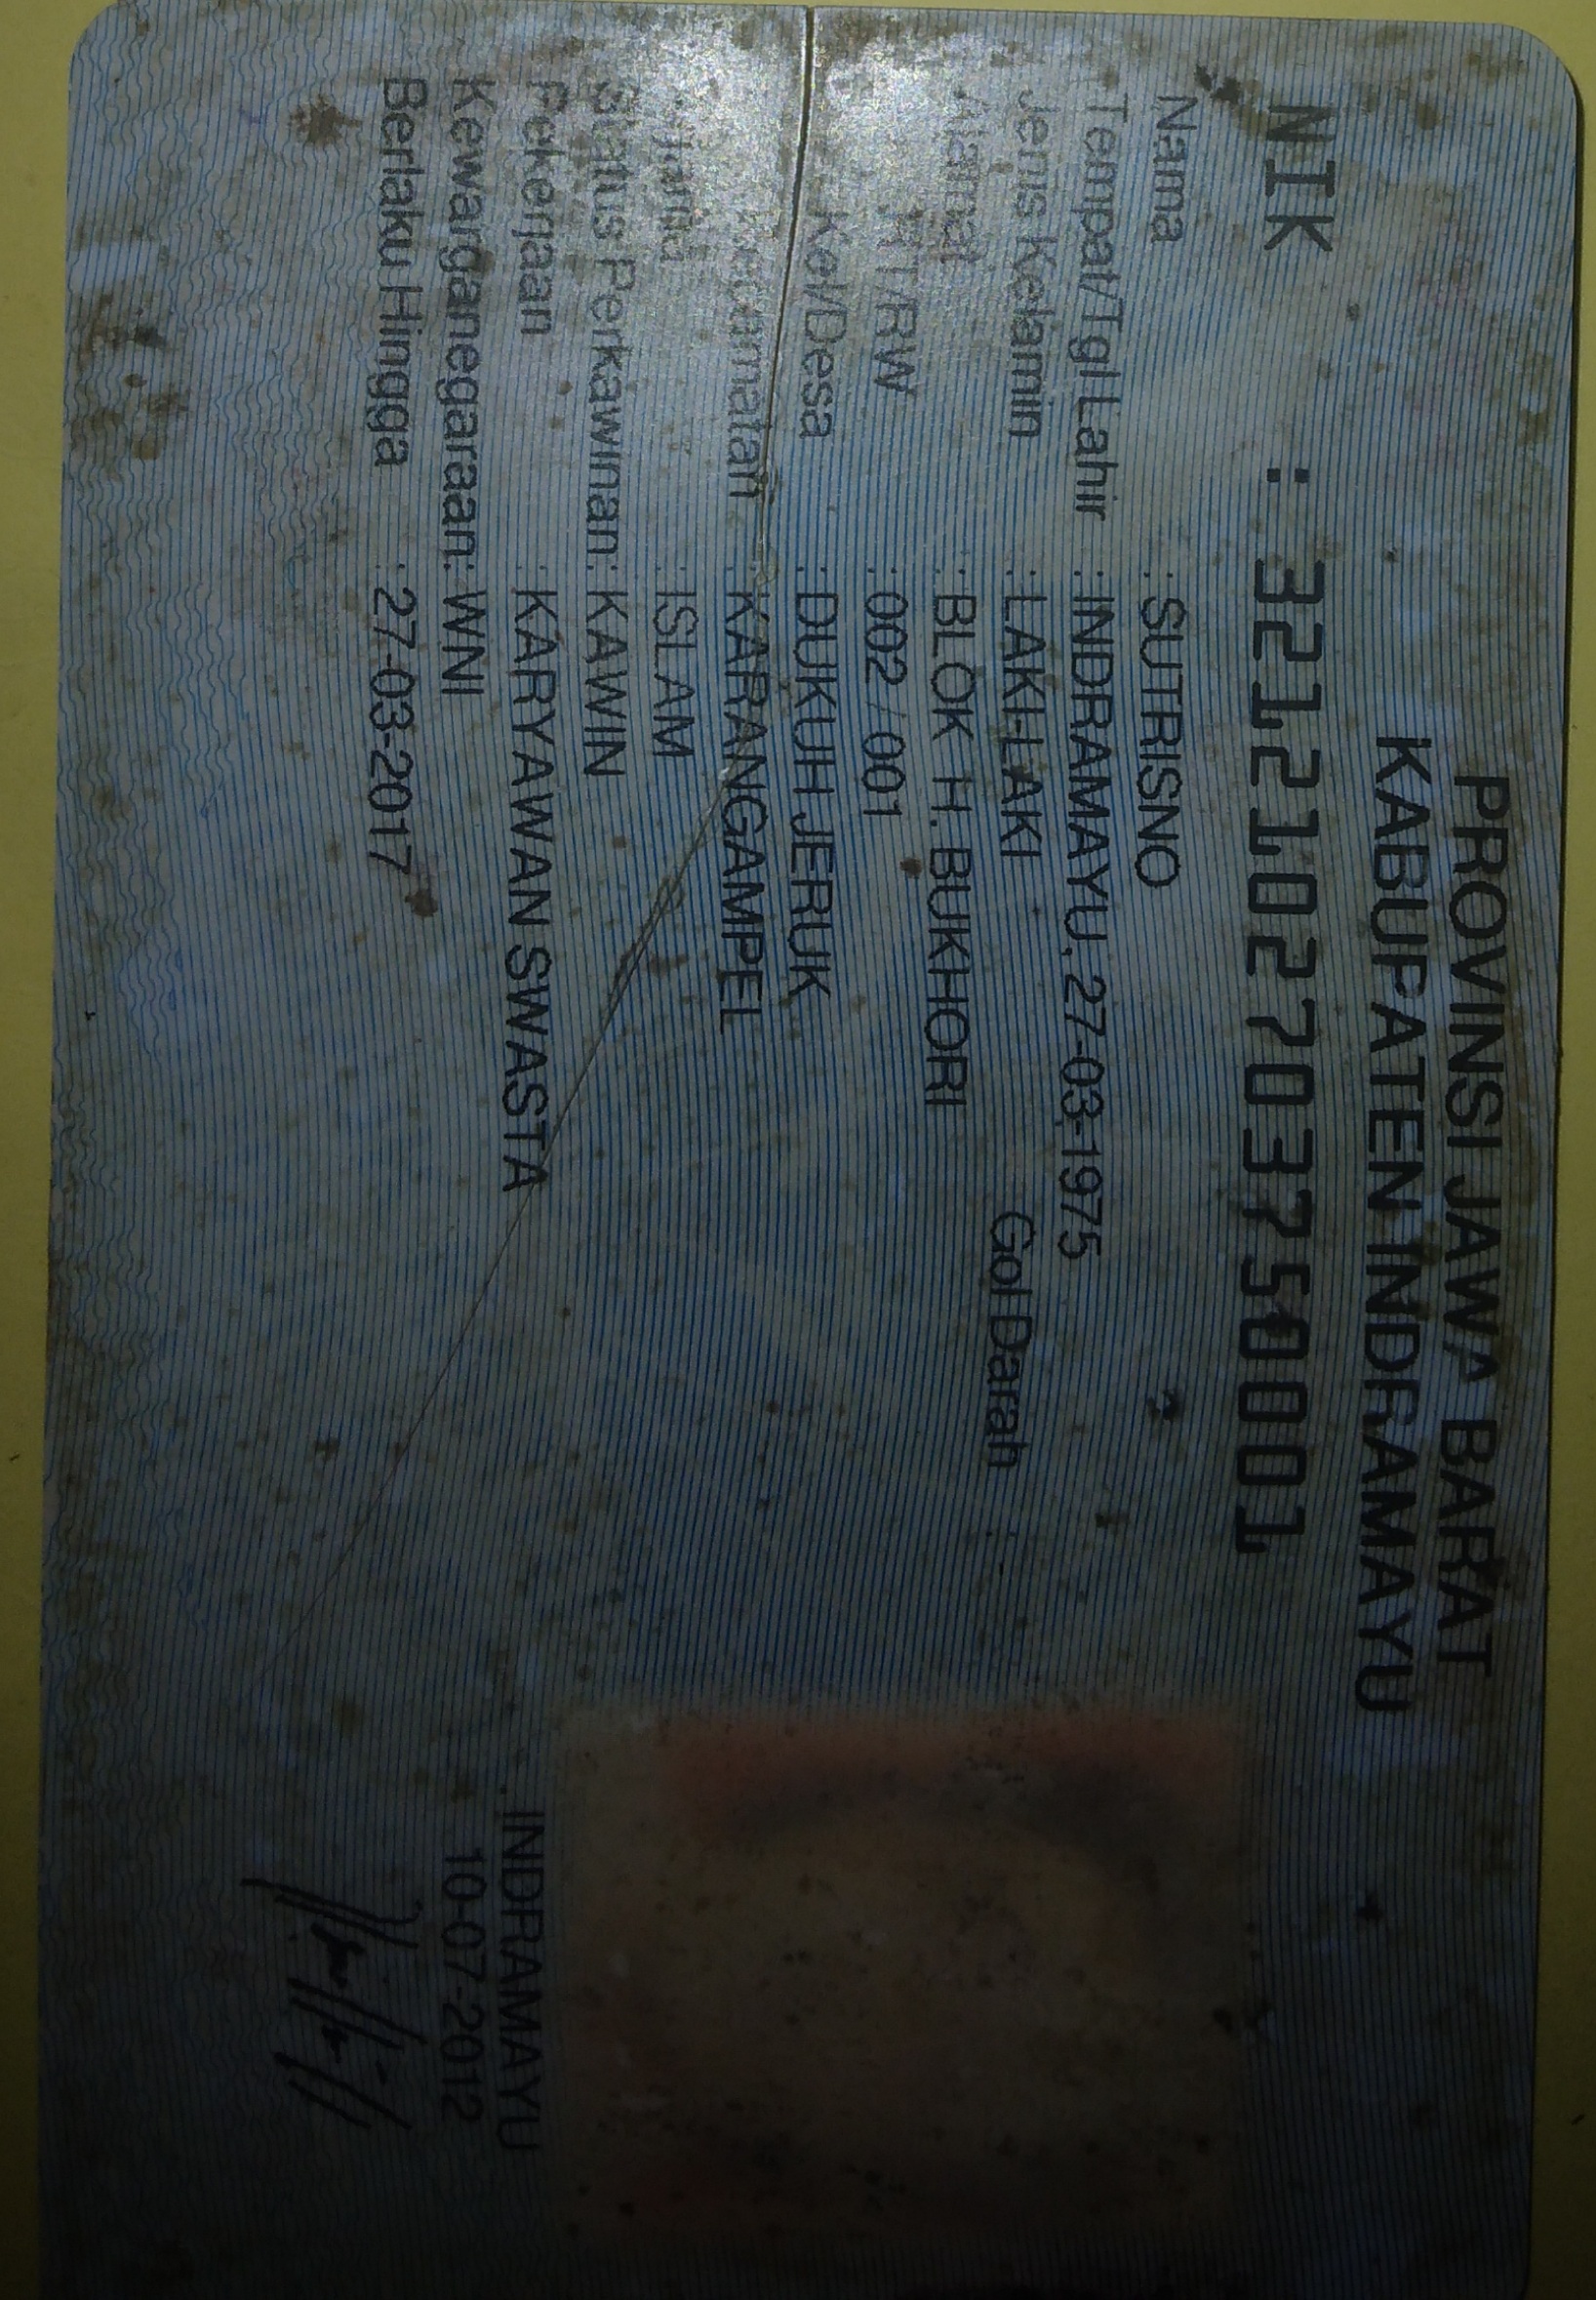 PROVINSI JAWA BARAT
KABUPATEN INDRAMAYU
NIK : 3212102703750001
Nama : SUTRISNO
Tempat/Tgl Lahir : INDRAMAYU, 27-03-1975
Jenis Kelamin : LAKI-LAKI Gol Darah :
Alamat : BLOK H. BUKHORI
RT/RW : 002 / 001
Kel/Desa : DUKUH JERUK
Kecamatan : KARANGAMPEL
Agama : ISLAM
Status Perkawinan: KAWIN
Pekerjaan : KARYAWAN SWASTA
Kewarganegaraan: WNI
Berlaku Hingga : 27-03-2017
INDRAMAYU
10-07-2012